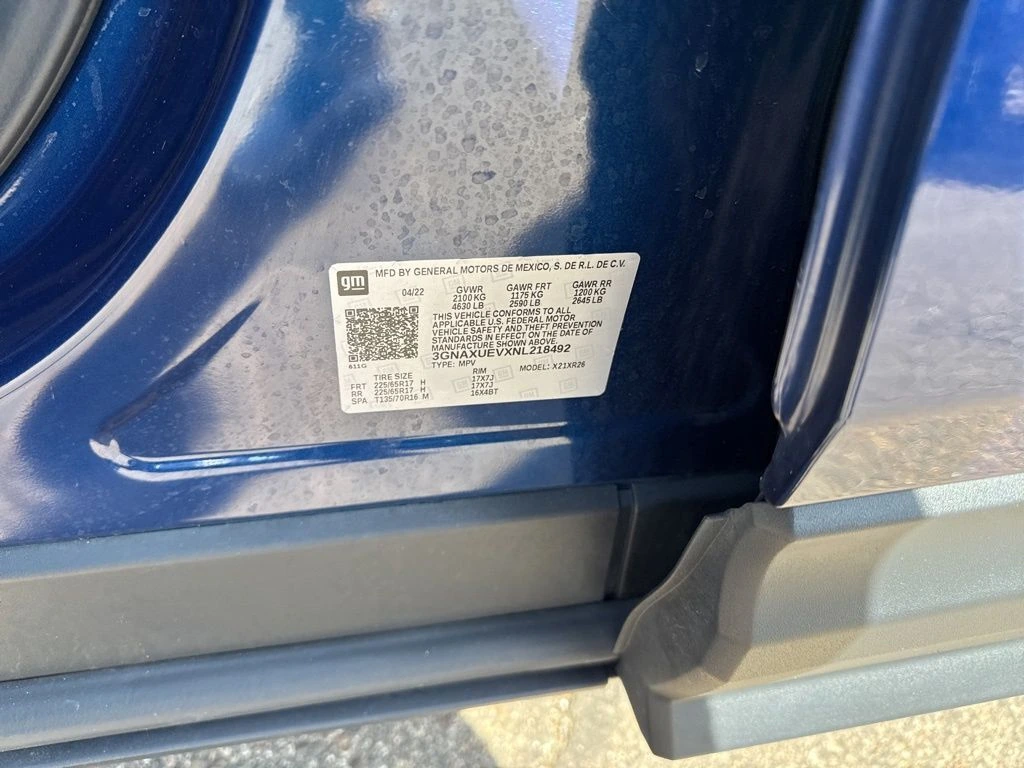 gm
MFD BY GENERAL MOTORS DE MEXICO, S. DE R.L. DE C.V.
04/22 GVWR GAWR FRT GAWR RR
2100 KG 1175 KG 1200 KG
4630 LB 2590 LB 2645 LB
THIS VEHICLE CONFORMS TO ALL
APPLICABLE U.S. FEDERAL MOTOR
VEHICLE SAFETY AND THEFT PREVENTION
STANDARDS IN EFFECT ON THE DATE OF
MANUFACTURE SHOWN ABOVE.
3GNAXUEVXNL218492
611G TYPE: MPV MODEL: X21XR26
TIRE SIZE RIM
FRT 225/65R17 H 17X7J
RR 225/65R17 H 17X7J
SPA T135/70R16 M 16X4BT